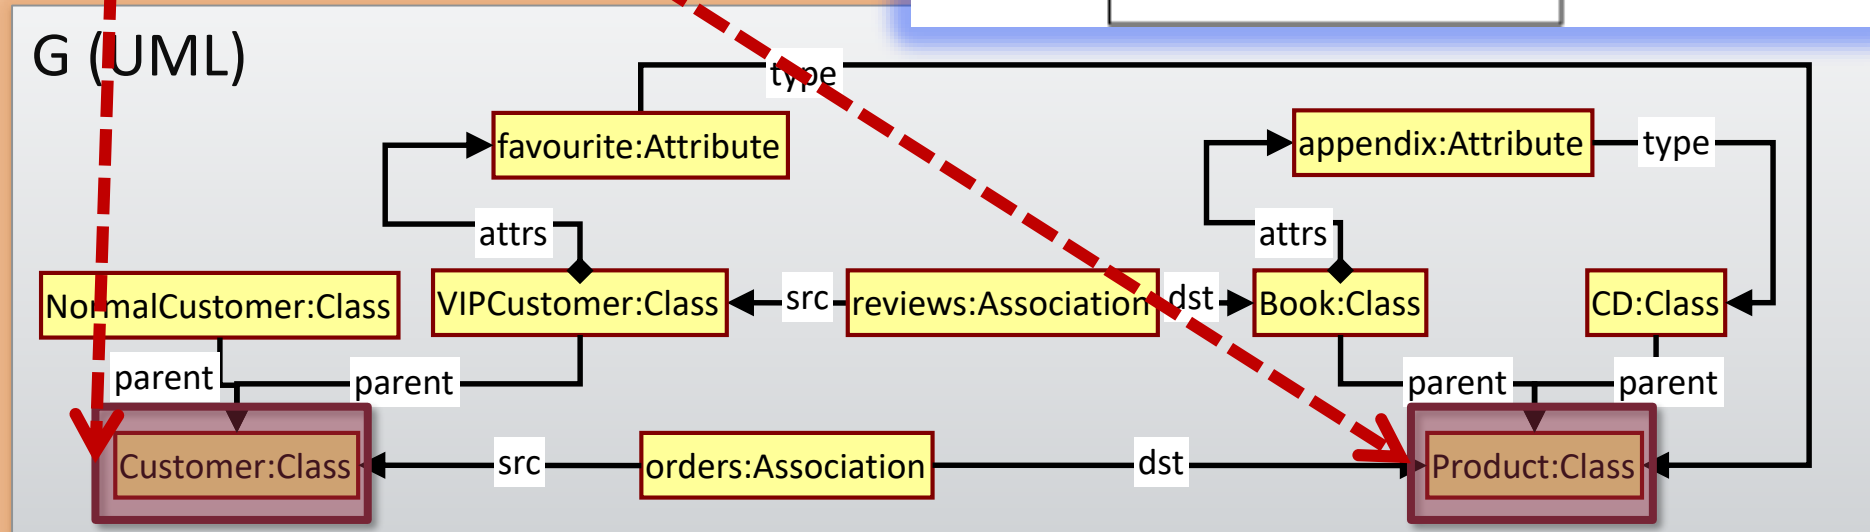 G (UML)
type
favourite:Attribute
appendix:Attribute
type
attrs
attrs
NormalCustomer:Class
VIPCustomer:Class
src
reviews:Association
dst
Book:Class
CD:Class
parent
parent
parent
parent
Customer:Class
src
orders:Association
dst
Product:Class